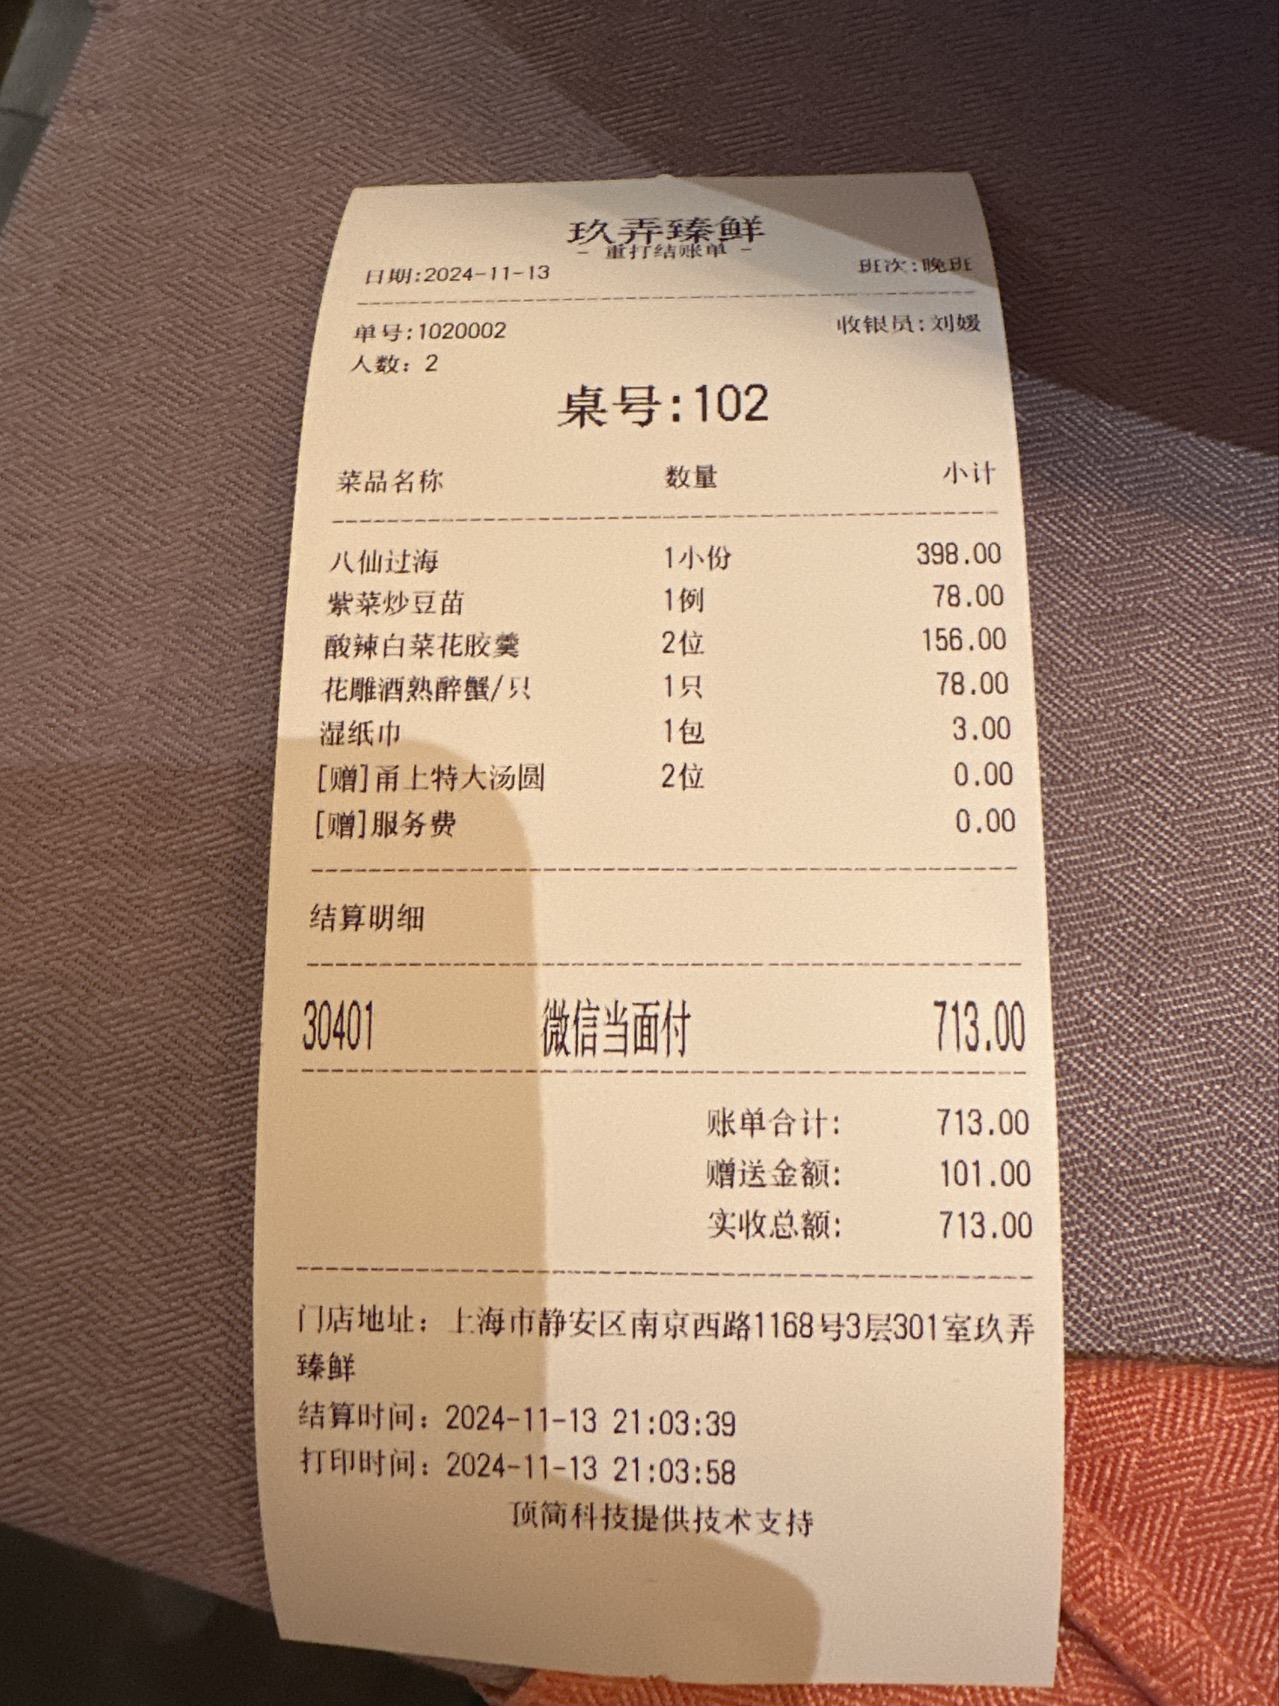 玖弄臻鲜
- 重打结账单 -
日期:2024-11-13 班次:晚班
单号:1020002 收银员:刘媛
人数: 2
桌号:102
菜品名称 数量 小计
八仙过海 1小份 398.00
紫菜炒豆苗 1例 78.00
酸辣白菜花胶羹 2位 156.00
花雕酒熟醉蟹/只 1只 78.00
湿纸巾 1包 3.00
[赠]甬上特大汤圆 2位 0.00
[赠]服务费 0.00
结算明细
30401 微信当面付 713.00
账单合计: 713.00
赠送金额: 101.00
实收总额: 713.00
门店地址: 上海市静安区南京西路1168号3层301室玖弄
臻鲜
结算时间: 2024-11-13 21:03:39
打印时间: 2024-11-13 21:03:58
顶简科技提供技术支持